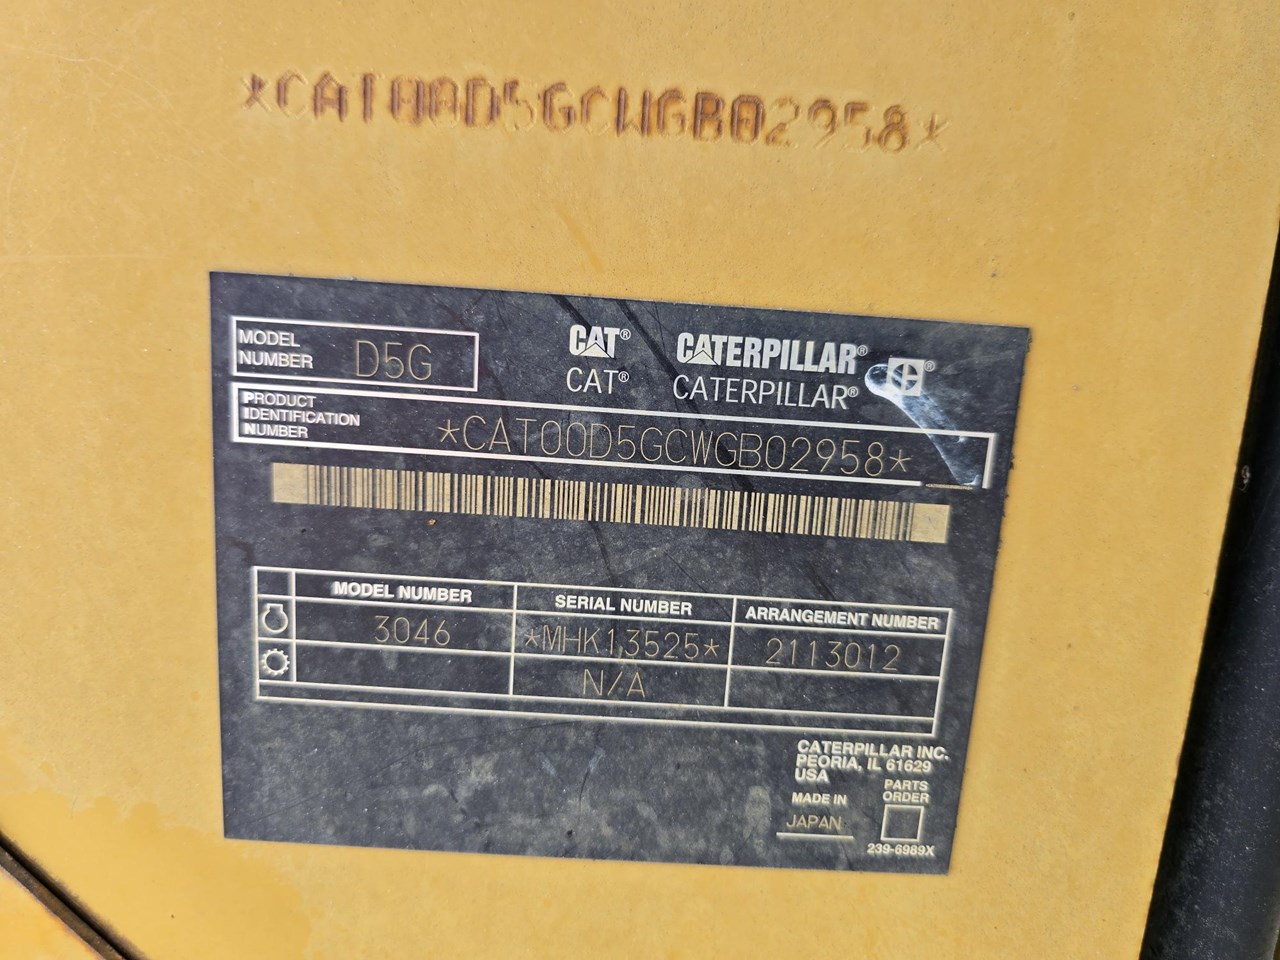 *CAT00D5GCWGB02958*
MODEL NUMBER D5G
CAT® CATERPILLAR® ®
CAT® CATERPILLAR®
PRODUCT IDENTIFICATION NUMBER *CAT00D5GCWGB02958*
MODEL NUMBER SERIAL NUMBER ARRANGEMENT NUMBER
3046 *MHK13525* 2113012
N/A
CATERPILLAR INC.
PEORIA, IL 61629
USA
MADE IN JAPAN
PARTS ORDER
239-6989X